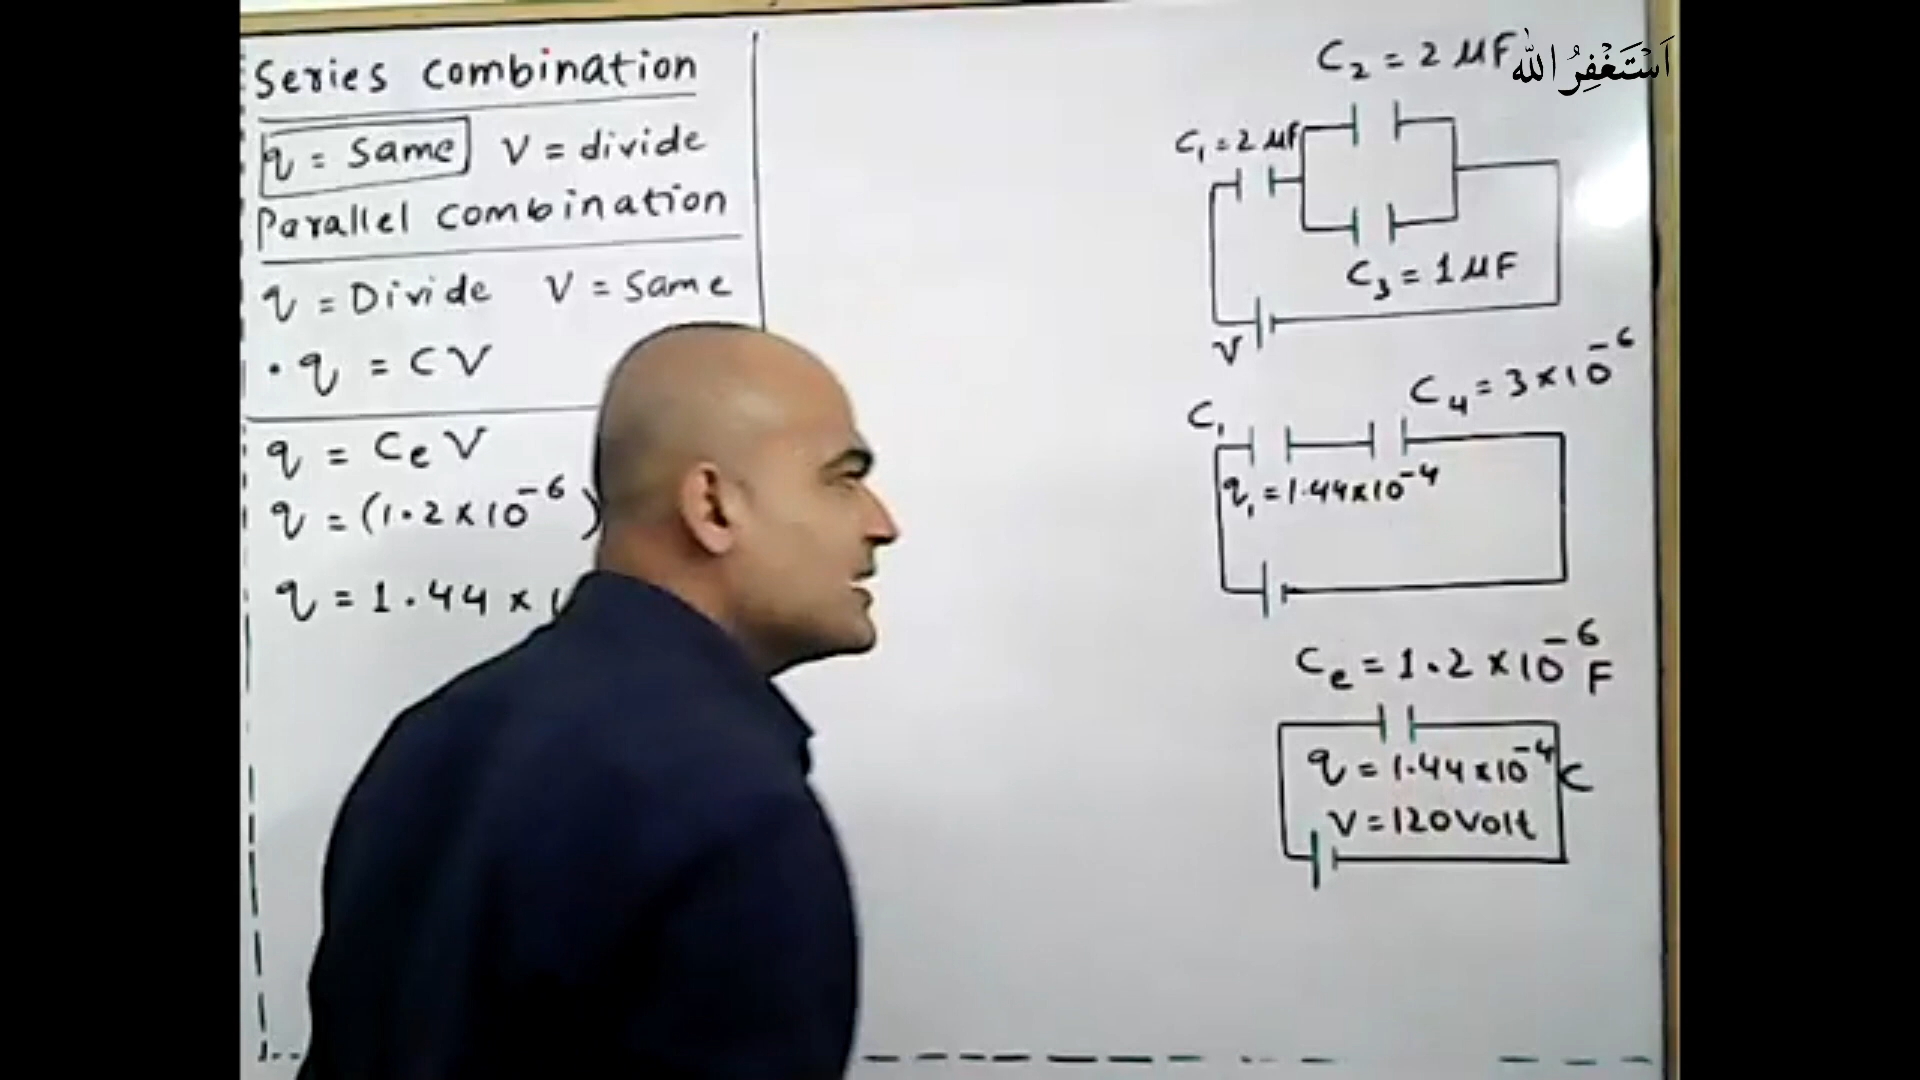 Series Combination
q = Same V = divide
Parallel Combination
q = Divide V = Same
• q = CV
q = CeV
q = (1.2 × 10⁻⁶)
q = 1.44 ×
C₂ = 2 μF
أَسْتَغْفِرُ اللّٰه
C₁ = 2 μF
C₃ = 1 μF
V
C₄ = 3 × 10⁻⁶
C₁
q₁ = 1.44 × 10⁻⁴
Ce = 1.2 × 10⁻⁶ F
q = 1.44 × 10⁻⁴ C
V = 120 Volt